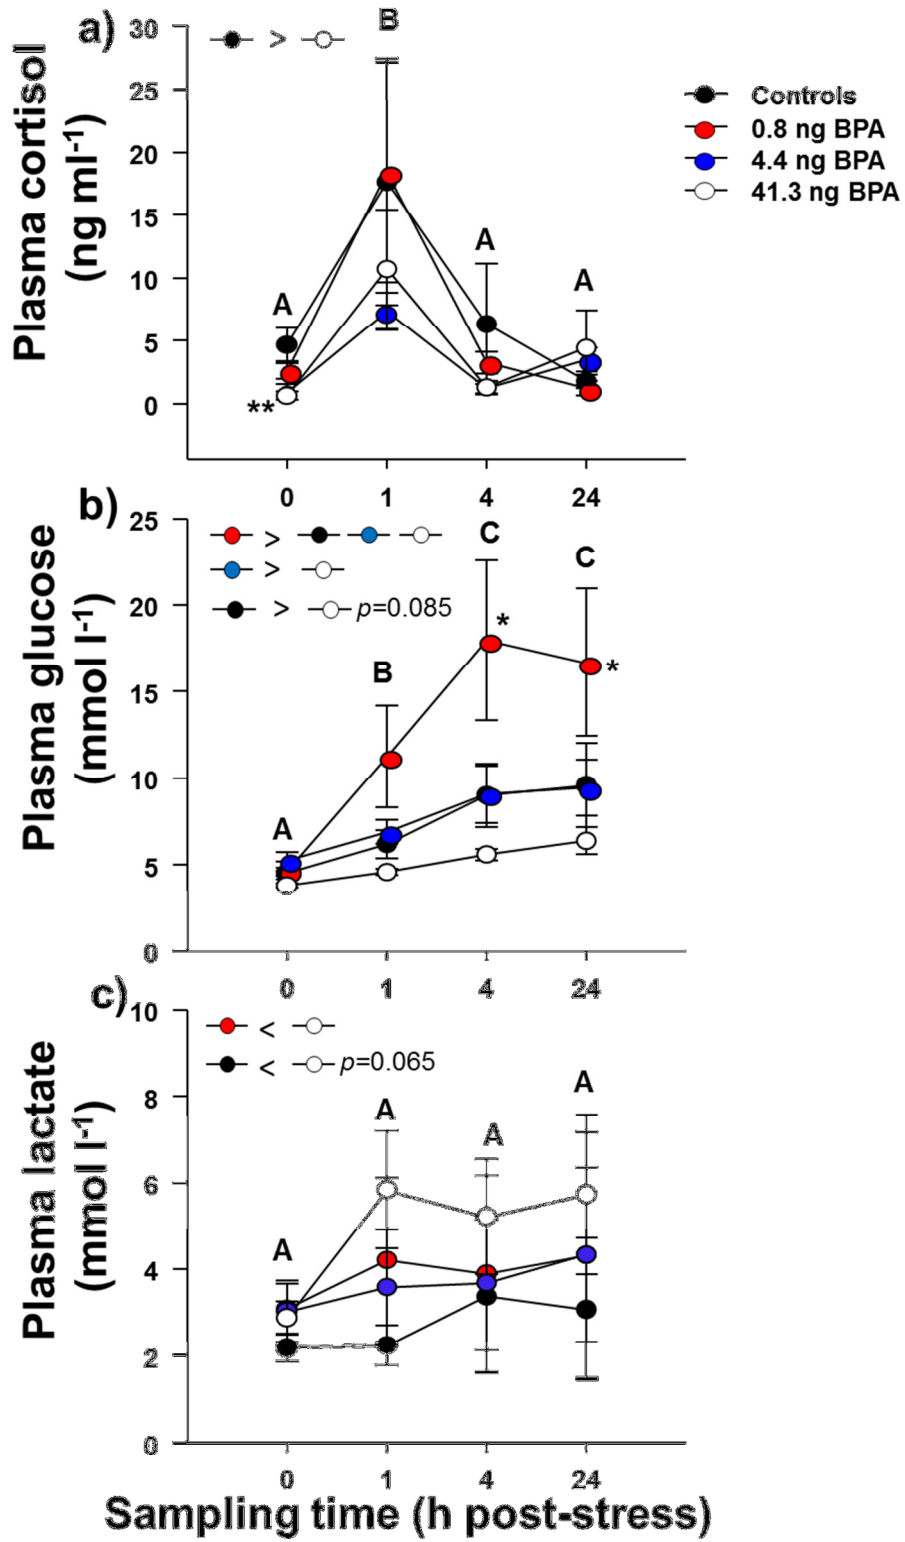 a)
Plasma cortisol
(ng ml-1)
30
25
20
15
10
5
0
>
B
A
A
A
**
0 1 4 24
Controls
0.8 ng BPA
4.4 ng BPA
41.3 ng BPA
b)
Plasma glucose
(mmol l-1)
25
20
15
10
5
0
>
>
> p=0.085
A
B
C
C
*
*
0 1 4 24
c)
Plasma lactate
(mmol l-1)
10
8
6
4
2
0
<
< p=0.065
A
A
A
A
0 1 4 24
Sampling time (h post-stress)